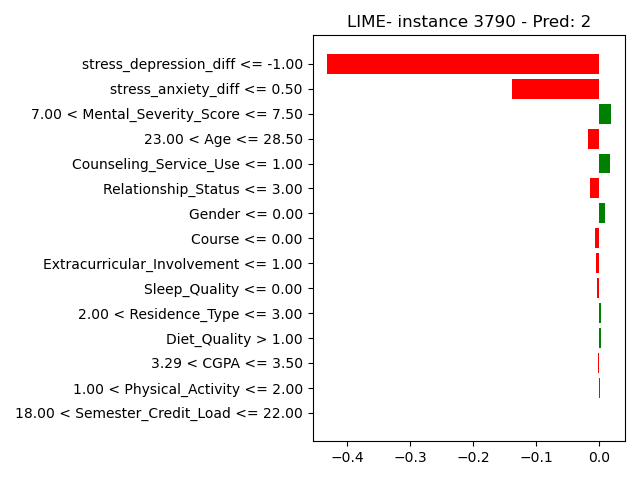 LIME- instance 3790 - Pred: 2
stress_depression_diff <= -1.00
stress_anxiety_diff <= 0.50
7.00 < Mental_Severity_Score <= 7.50
23.00 < Age <= 28.50
Counseling_Service_Use <= 1.00
Relationship_Status <= 3.00
Gender <= 0.00
Course <= 0.00
Extracurricular_Involvement <= 1.00
Sleep_Quality <= 0.00
2.00 < Residence_Type <= 3.00
Diet_Quality > 1.00
3.29 < CGPA <= 3.50
1.00 < Physical_Activity <= 2.00
18.00 < Semester_Credit_Load <= 22.00
−0.4 −0.3 −0.2 −0.1 0.0